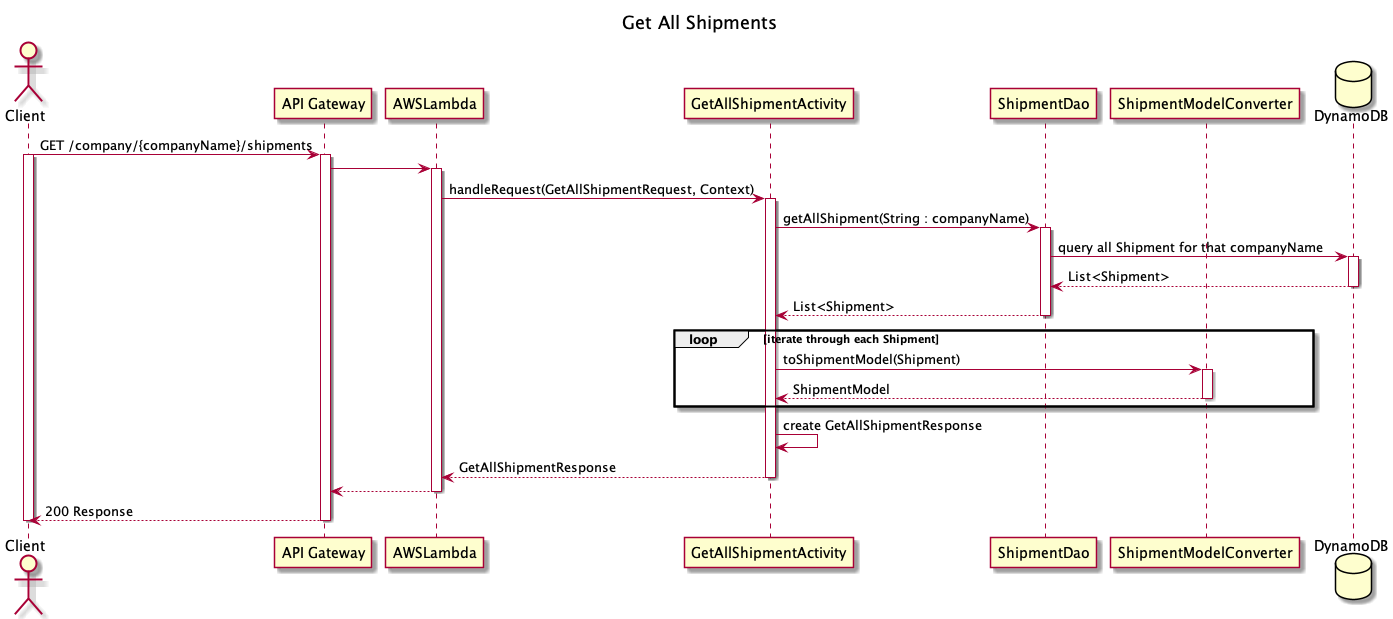 Get All Shipments
Client
API Gateway
AWSLambda
GetAllShipmentActivity
ShipmentDao
ShipmentModelConverter
DynamoDB
GET /company/{companyName}/shipments
handleRequest(GetAllShipmentRequest, Context)
getAllShipment(String : companyName)
query all Shipment for that companyName
List<Shipment>
List<Shipment>
loop
[iterate through each Shipment]
toShipmentModel(Shipment)
ShipmentModel
create GetAllShipmentResponse
GetAllShipmentResponse
200 Response
Client
API Gateway
AWSLambda
GetAllShipmentActivity
ShipmentDao
ShipmentModelConverter
DynamoDB